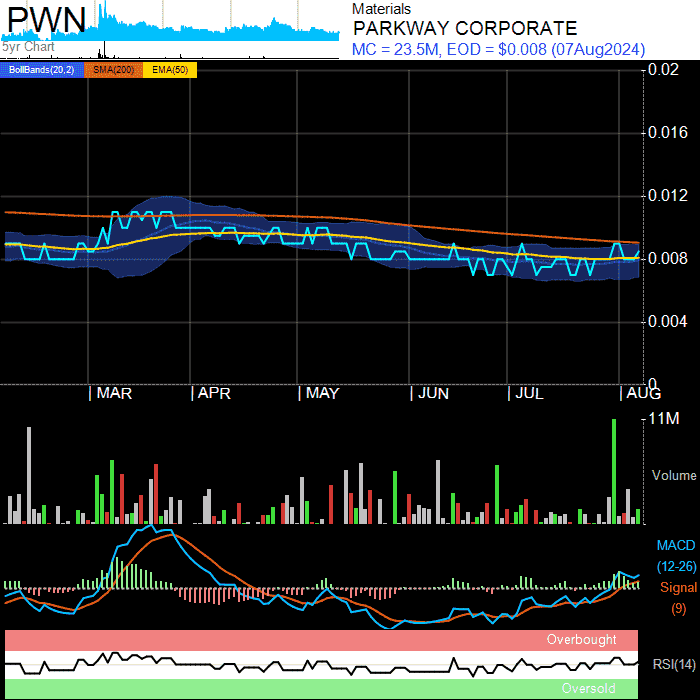 PWN
5yr Chart
Materials
PARKWAY CORPORATE
MC = 23.5M, EOD = $0.008 (07Aug2024)
BollBands(20,2) SMA(200) EMA(50)
0.02
0.016
0.012
0.008
0.004
0
MAR APR MAY JUN JUL AUG
11M
Volume
MACD
(12-26)
Signal
(9)
Overbought
RSI(14)
Oversold